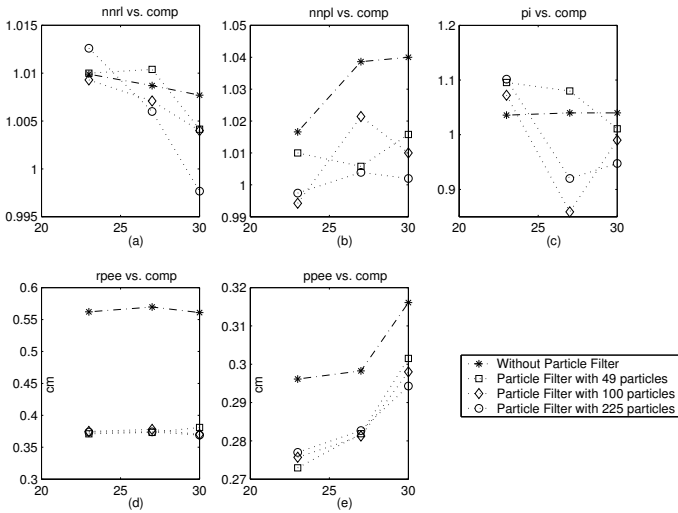 nnrl vs. comp
1.015
1.01
1.005
1
0.995
20
25
30
(a)
nnpl vs. comp
1.05
1.04
1.03
1.02
1.01
1
0.99
20
25
30
(b)
pi vs. comp
1.2
1.1
1
0.9
20
25
30
(c)
rpee vs. comp
0.6
0.55
0.5
0.45
0.4
0.35
0.3
cm
20
25
30
(d)
ppee vs. comp
0.32
0.31
0.3
0.29
0.28
0.27
cm
20
25
30
(e)
Without Particle Filter
Particle Filter with 49 particles
Particle Filter with 100 particles
Particle Filter with 225 particles